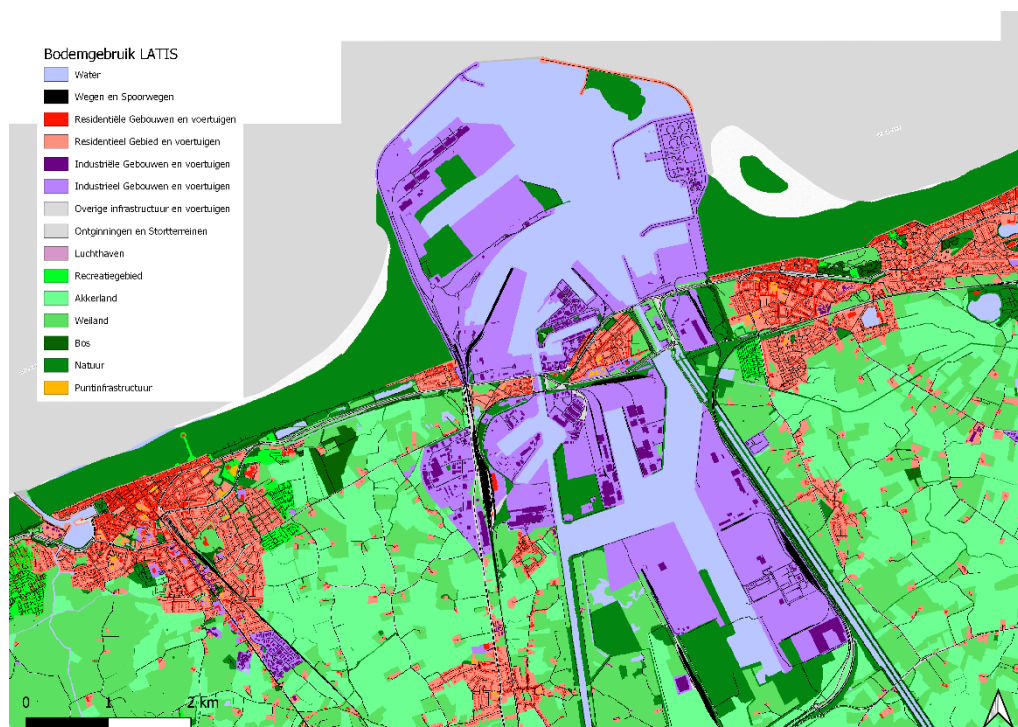 Bodemgebruik LATIS
Water
Wegen en Spoorwegen
Residentiële Gebouwen en voertuigen
Residentieel Gebied en voertuigen
Industriële Gebouwen en voertuigen
Industrieel Gebouwen en voertuigen
Overige infrastructuur en voertuigen
Ontginningen en Stortterreinen
Luchthaven
Recreatiegebied
Akkerland
Weiland
Bos
Natuur
Puntinfrastructuur
0 1 2 km